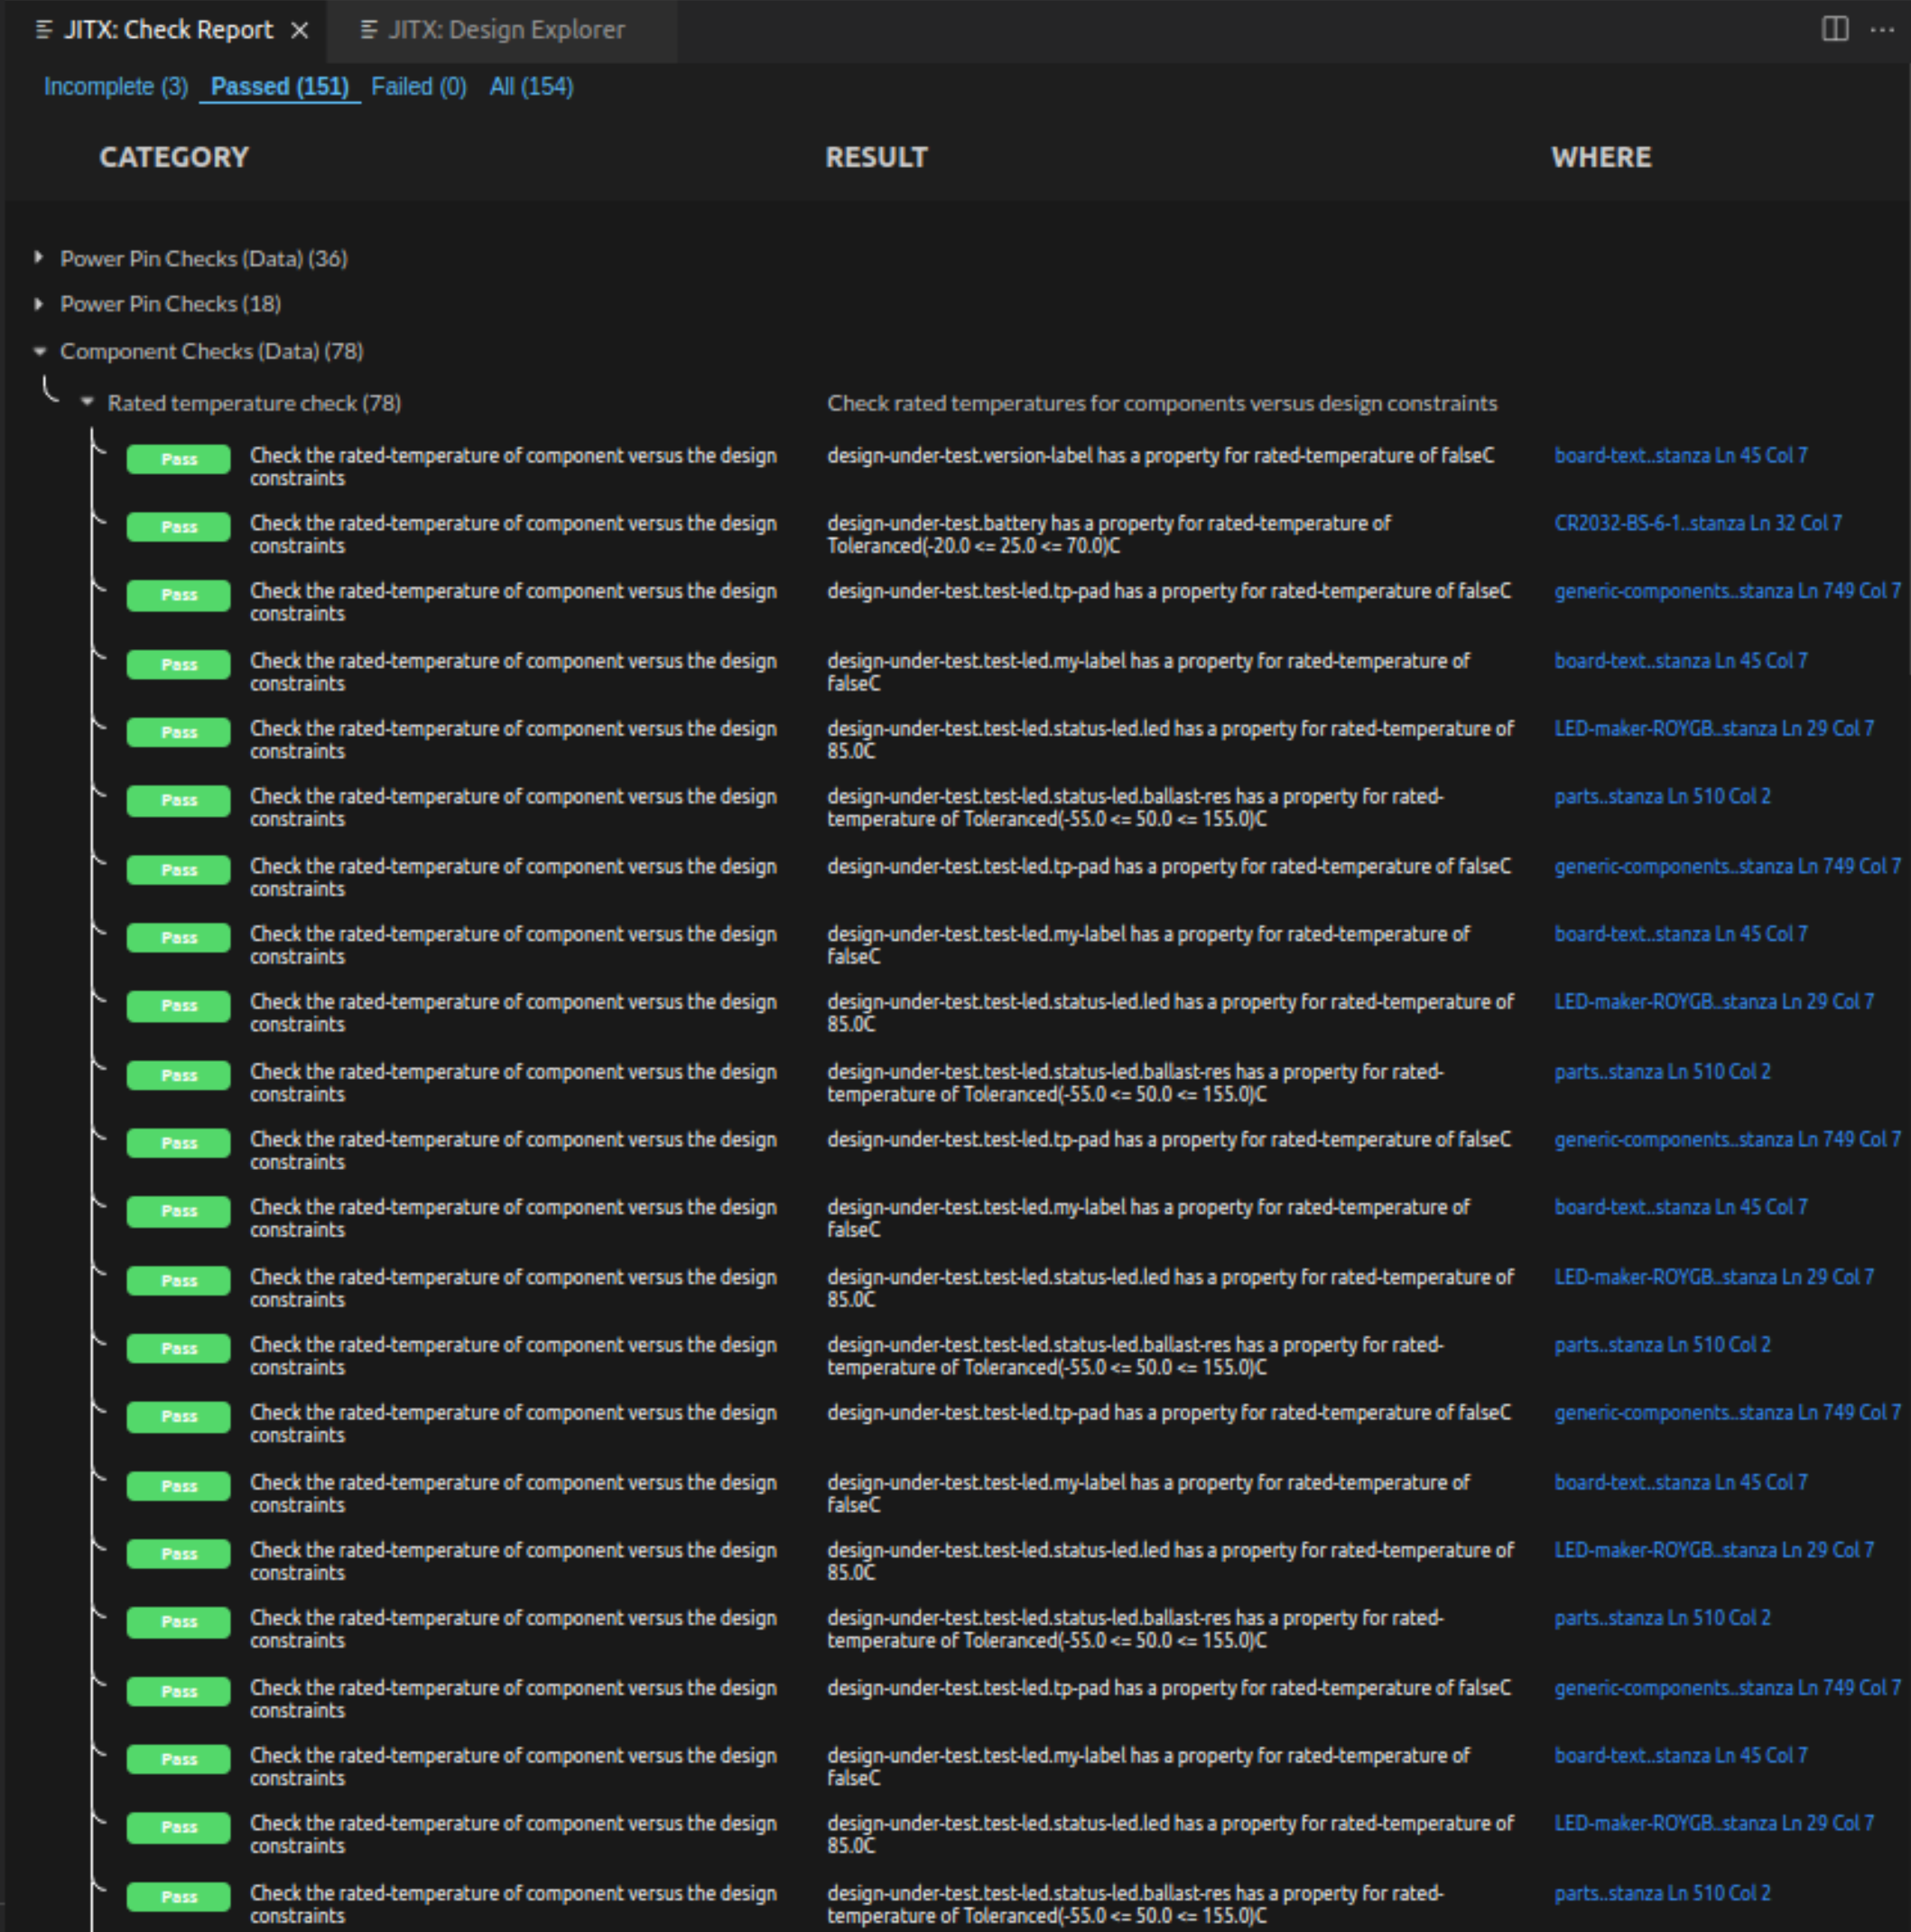 JITX: Check Report
JITX: Design Explorer
Incomplete (3) Passed (151) Failed (0) All (154)
CATEGORY RESULT WHERE
Power Pin Checks (Data) (36)
Power Pin Checks (18)
Component Checks (Data) (78)
Rated temperature check (78) Check rated temperatures for components versus design constraints
Pass Check the rated-temperature of component versus the design design-under-test.version-label has a property for rated-temperature of falseC board-text..stanza Ln 45 Col 7
constraints
Pass Check the rated-temperature of component versus the design design-under-test.battery has a property for rated-temperature of CR2032-BS-6-1..stanza Ln 32 Col 7
constraints Toleranced(-20.0 <= 25.0 <= 70.0)C
Pass Check the rated-temperature of component versus the design design-under-test.test-led.tp-pad has a property for rated-temperature of falseC generic-components..stanza Ln 749 Col 7
constraints
Pass Check the rated-temperature of component versus the design design-under-test.test-led.my-label has a property for rated-temperature of board-text..stanza Ln 45 Col 7
constraints falseC
Pass Check the rated-temperature of component versus the design design-under-test.test-led.status-led.led has a property for rated-temperature of LED-maker-ROYGB..stanza Ln 29 Col 7
constraints 85.0C
Pass Check the rated-temperature of component versus the design design-under-test.test-led.status-led.ballast-res has a property for rated- parts..stanza Ln 510 Col 2
constraints temperature of Toleranced(-55.0 <= 50.0 <= 155.0)C
Pass Check the rated-temperature of component versus the design design-under-test.test-led.tp-pad has a property for rated-temperature of falseC generic-components..stanza Ln 749 Col 7
constraints
Pass Check the rated-temperature of component versus the design design-under-test.test-led.my-label has a property for rated-temperature of board-text..stanza Ln 45 Col 7
constraints falseC
Pass Check the rated-temperature of component versus the design design-under-test.test-led.status-led.led has a property for rated-temperature of LED-maker-ROYGB..stanza Ln 29 Col 7
constraints 85.0C
Pass Check the rated-temperature of component versus the design design-under-test.test-led.status-led.ballast-res has a property for rated- parts..stanza Ln 510 Col 2
constraints temperature of Toleranced(-55.0 <= 50.0 <= 155.0)C
Pass Check the rated-temperature of component versus the design design-under-test.test-led.tp-pad has a property for rated-temperature of falseC generic-components..stanza Ln 749 Col 7
constraints
Pass Check the rated-temperature of component versus the design design-under-test.test-led.my-label has a property for rated-temperature of board-text..stanza Ln 45 Col 7
constraints falseC
Pass Check the rated-temperature of component versus the design design-under-test.test-led.status-led.led has a property for rated-temperature of LED-maker-ROYGB..stanza Ln 29 Col 7
constraints 85.0C
Pass Check the rated-temperature of component versus the design design-under-test.test-led.status-led.ballast-res has a property for rated- parts..stanza Ln 510 Col 2
constraints temperature of Toleranced(-55.0 <= 50.0 <= 155.0)C
Pass Check the rated-temperature of component versus the design design-under-test.test-led.tp-pad has a property for rated-temperature of falseC generic-components..stanza Ln 749 Col 7
constraints
Pass Check the rated-temperature of component versus the design design-under-test.test-led.my-label has a property for rated-temperature of board-text..stanza Ln 45 Col 7
constraints falseC
Pass Check the rated-temperature of component versus the design design-under-test.test-led.status-led.led has a property for rated-temperature of LED-maker-ROYGB..stanza Ln 29 Col 7
constraints 85.0C
Pass Check the rated-temperature of component versus the design design-under-test.test-led.status-led.ballast-res has a property for rated- parts..stanza Ln 510 Col 2
constraints temperature of Toleranced(-55.0 <= 50.0 <= 155.0)C
Pass Check the rated-temperature of component versus the design design-under-test.test-led.tp-pad has a property for rated-temperature of falseC generic-components..stanza Ln 749 Col 7
constraints
Pass Check the rated-temperature of component versus the design design-under-test.test-led.my-label has a property for rated-temperature of board-text..stanza Ln 45 Col 7
constraints falseC
Pass Check the rated-temperature of component versus the design design-under-test.test-led.status-led.led has a property for rated-temperature of LED-maker-ROYGB..stanza Ln 29 Col 7
constraints 85.0C
Pass Check the rated-temperature of component versus the design design-under-test.test-led.status-led.ballast-res has a property for rated- parts..stanza Ln 510 Col 2
constraints temperature of Toleranced(-55.0 <= 50.0 <= 155.0)C